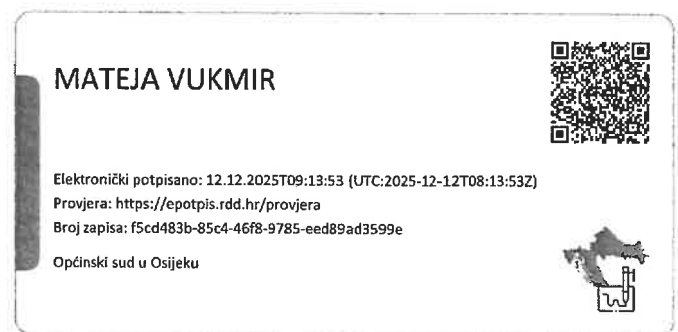 MATEJA VUKMIR
Elektronički potpisano: 12.12.2025T09:13:53 (UTC:2025-12-12T08:13:53Z)
Provjera: https://epotpis.rdd.hr/provjera
Broj zapisa: f5cd483b-85c4-46f8-9785-eed89ad3599e
Općinski sud u Osijeku